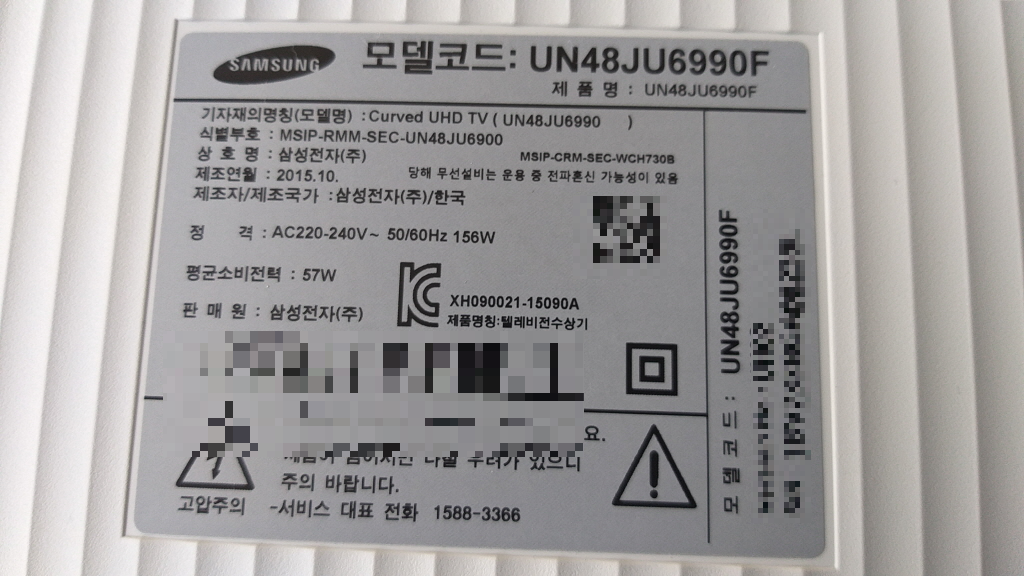 SAMSUNG
모델코드: UN48JU6990F
제 품 명 : UN48JU6990F
기자재의명칭(모델명) :Curved UHD TV ( UN48JU6990 )
식별부호 : MSIP-RMM-SEC-UN48JU6900
상 호 명 : 삼성전자(주)
MSIP-CRM-SEC-WCH730B
제조연월 : 2015.10.
당해 무선설비는 운용 중 전파혼신 가능성이 있음
제조자/제조국가 :삼성전자(주)/한국
정 격 : AC220-240V~ 50/60Hz 156W
평균소비전력 : 57W
XH090021-15090A
판 매 원 : 삼성전자(주)
제품명칭:텔레비전수상기
요.
우려가 있으니
주의 바랍니다.
고압주의
-서비스 대표 전화 1588-3366
모델코드 : UN48JU6990F